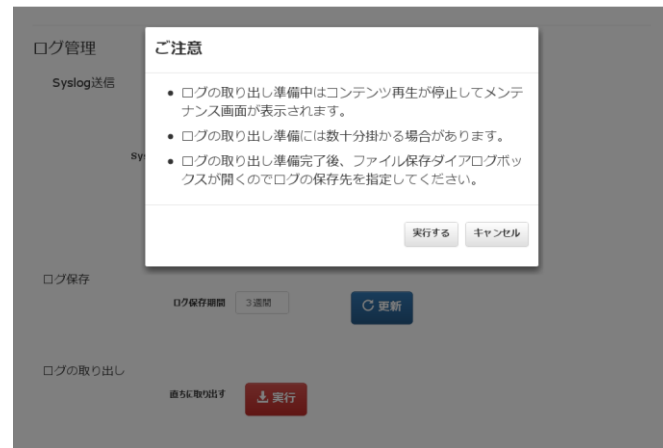 ログ管理
ご注意
Syslog送信
• ログの取り出し準備中はコンテンツ再生が停止してメンテ
ナンス画面が表示されます。
• ログの取り出し準備には数十分掛かる場合があります。
• ログの取り出し準備完了後、ファイル保存ダイアログボッ
クスが開くのでログの保存先を指定してください。
実行する キャンセル
ログ保存
ログ保存期間 3週間 更新
ログの取り出し
直ちに取り出す 実行